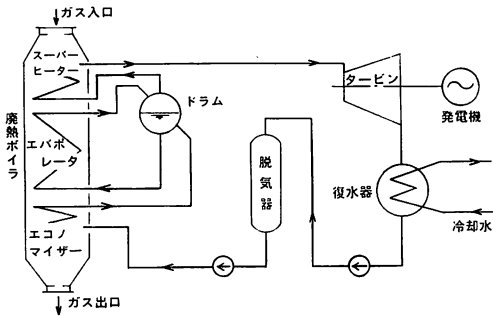 ガス入口
スーパー
ヒーター
ドラム
タービン
発電機
廃熱ボイラ
エバポ
レータ
脱気器
復水器
冷却水
エコノ
マイザー
ガス出口